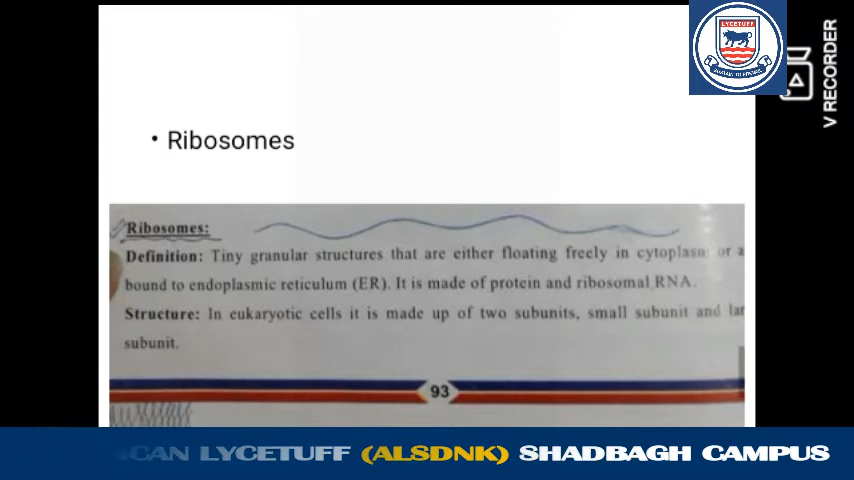 LYCETUFF
V RECORDER
• Ribosomes
Ribosomes:
Definition: Tiny granular structures that are either floating freely in cytoplasm or a
bound to endoplasmic reticulum (ER). It is made of protein and ribosomal RNA.
Structure: In eukaryotic cells it is made up of two subunits, small subunit and lar
subunit.
93
CAN LYCETUFF (ALSDNK) SHADBAGH CAMPUS